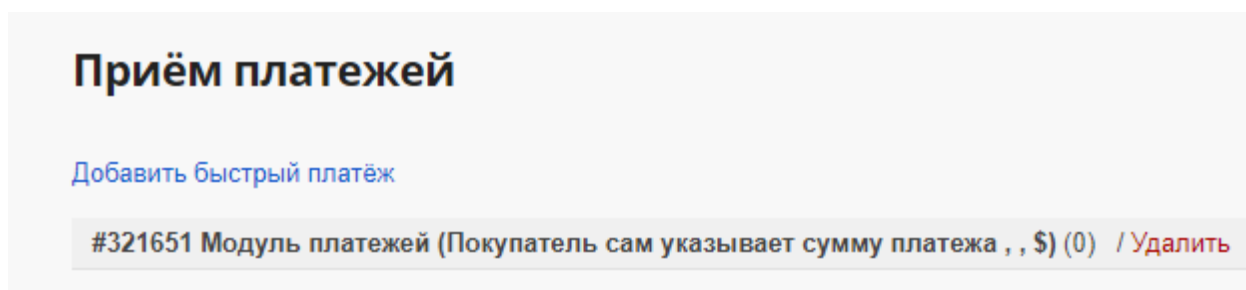 Приём платежей
Добавить быстрый платёж
#321651 Модуль платежей (Покупатель сам указывает сумму платежа , , $) (0) / Удалить